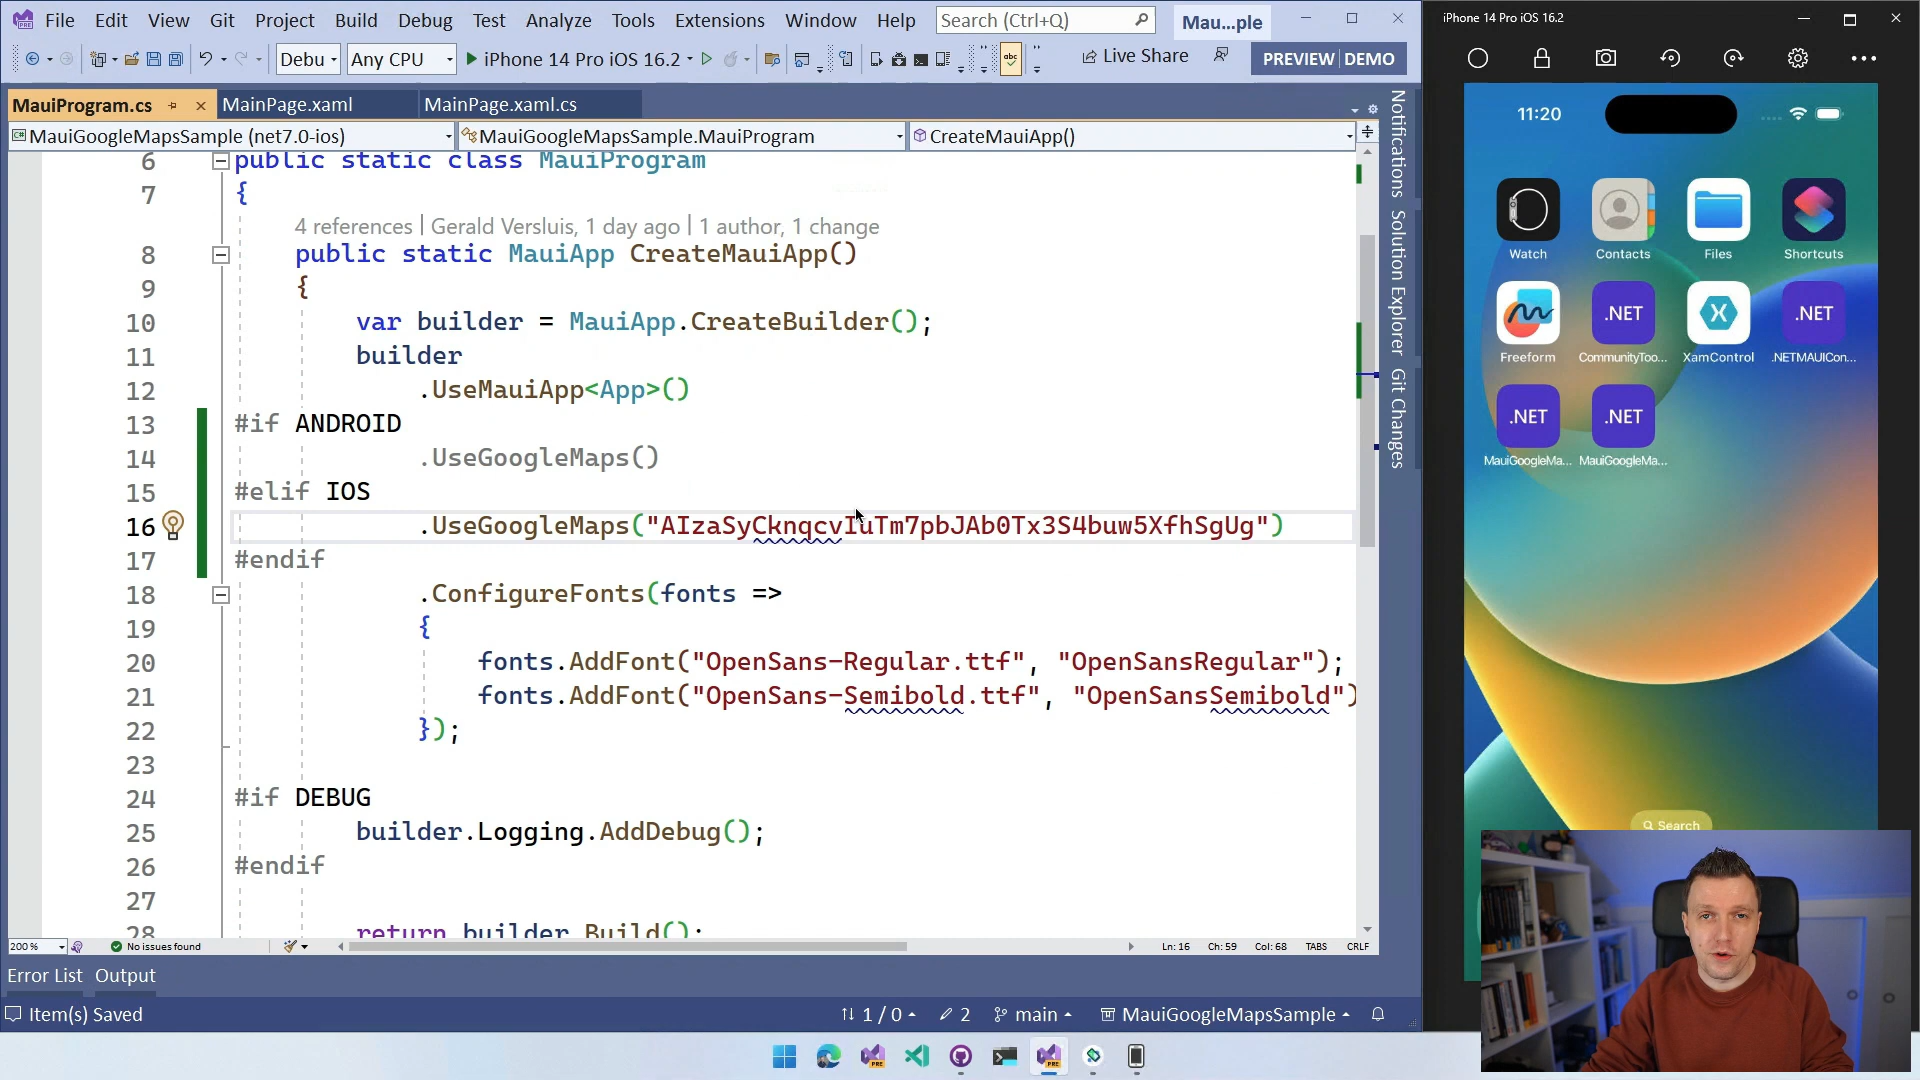 File Edit View Git Project Build Debug Test Analyze Tools Extensions Window Help Search (Ctrl+Q) Mau...ple
Debu Any CPU iPhone 14 Pro iOS 16.2 Live Share PREVIEW DEMO
MauiProgram.cs MainPage.xaml MainPage.xaml.cs
MauiGoogleMapsSample (net7.0-ios) MauiGoogleMapsSample.MauiProgram CreateMauiApp()
6 public static class MauiProgram
7 {
4 references | Gerald Versluis, 1 day ago | 1 author, 1 change
8 public static MauiApp CreateMauiApp()
9 {
10 var builder = MauiApp.CreateBuilder();
11 builder
12 .UseMauiApp<App>()
13 #if ANDROID
14 .UseGoogleMaps()
15 #elif IOS
16 .UseGoogleMaps("AIzaSyCknqcvIuTm7pbJAb0Tx3S4buw5XfhSgUg")
17 #endif
18 .ConfigureFonts(fonts =>
19 {
20 fonts.AddFont("OpenSans-Regular.ttf", "OpenSansRegular");
21 fonts.AddFont("OpenSans-Semibold.ttf", "OpenSansSemibold")
22 });
23
24 #if DEBUG
25 builder.Logging.AddDebug();
26 #endif
27
28 return builder.Build();
200 % No issues found Ln: 16 Ch: 59 Col: 68 TABS CRLF
Error List Output
Item(s) Saved 1 / 0 2 main MauiGoogleMapsSample
Notifications
Solution Explorer
Git Changes
iPhone 14 Pro iOS 16.2
11:20
Watch Contacts Files Shortcuts
.NET .NET
Freeform CommunityToo... XamControl .NETMAUICon...
.NET .NET
MauiGoogleMa... MauiGoogleMa...
Search